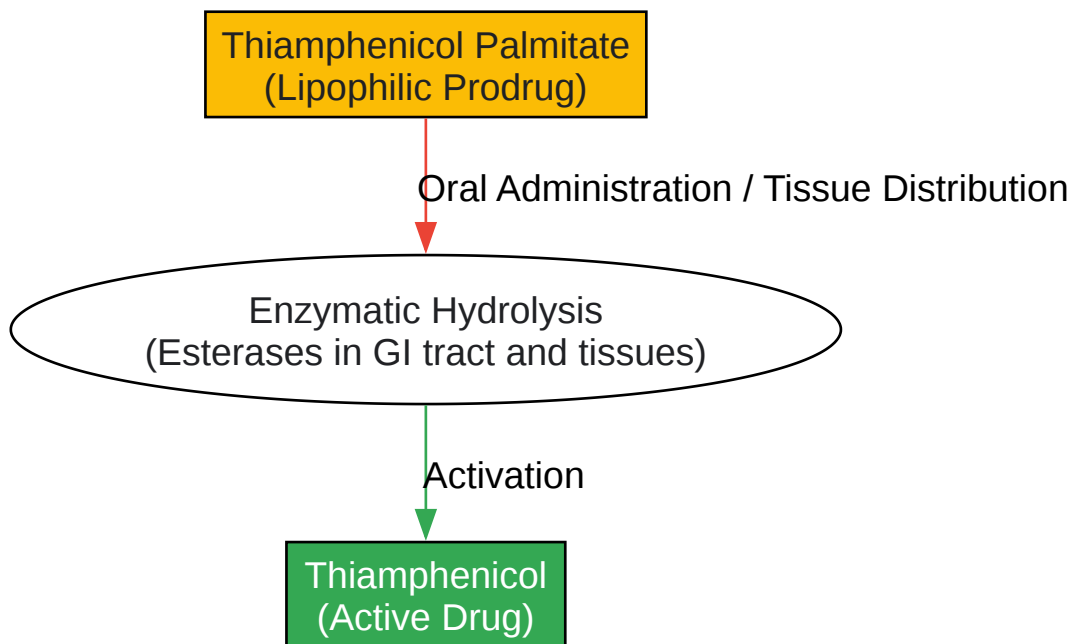 Thiamphenicol Palmitate
(Lipophilic Prodrug)
Oral Administration / Tissue Distribution
Enzymatic Hydrolysis
(Esterases in GI tract and tissues)
Activation
Thiamphenicol
(Active Drug)